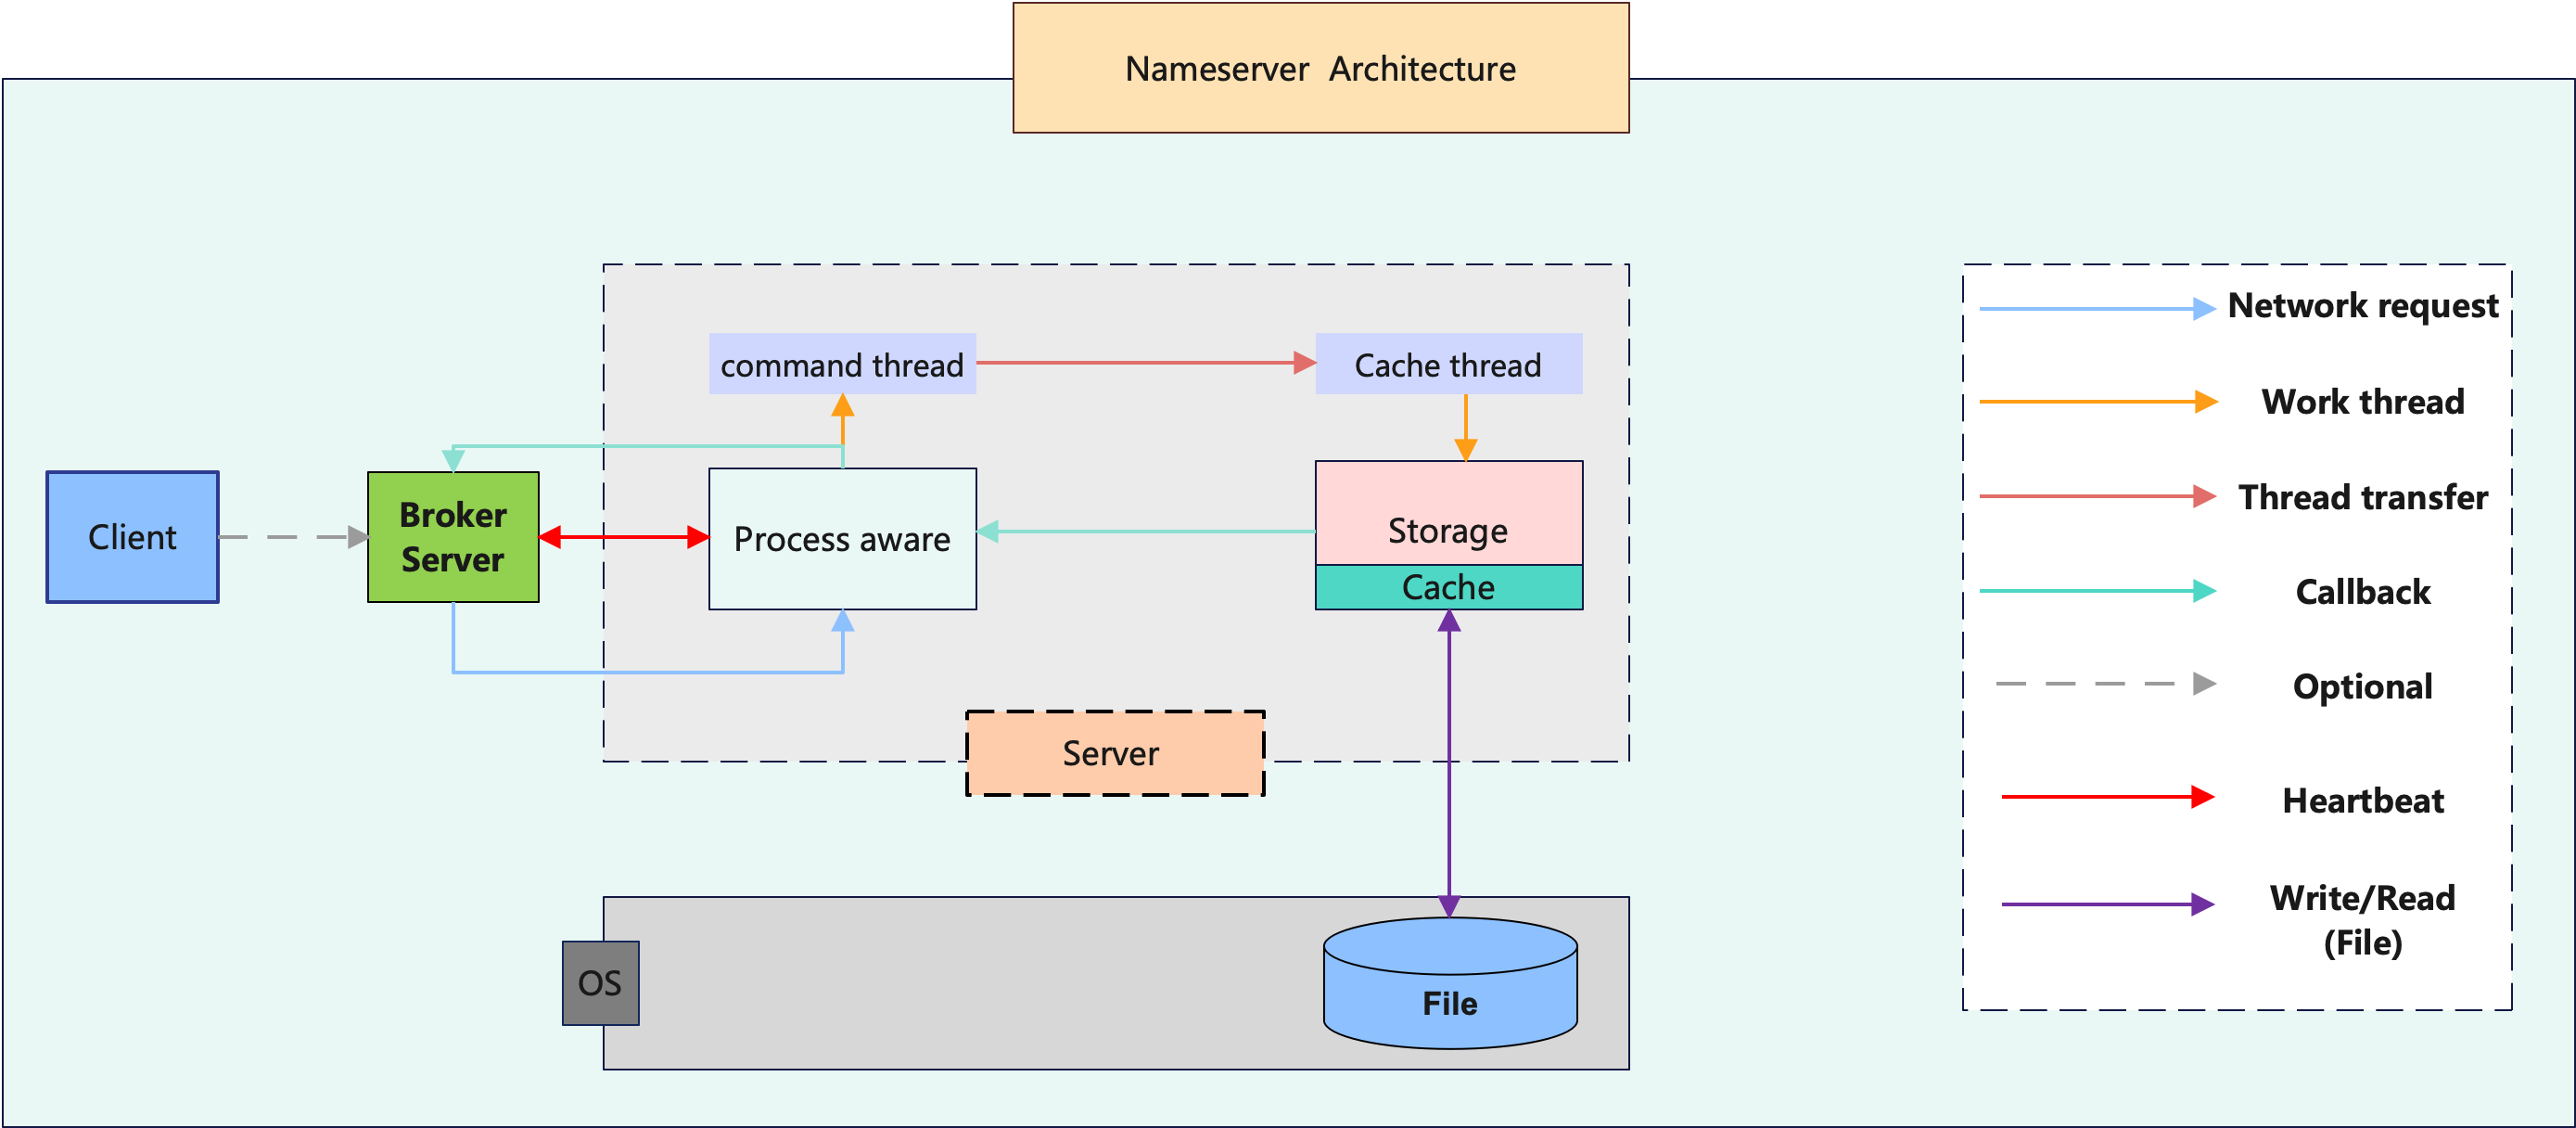 Nameserver  Architecture
command thread
Cache thread
Client
Broker
Server
Process aware
Storage
Cache
Server
OS
File
Network request
Work thread
Thread transfer
Callback
Optional
Heartbeat
Write/Read
(File)